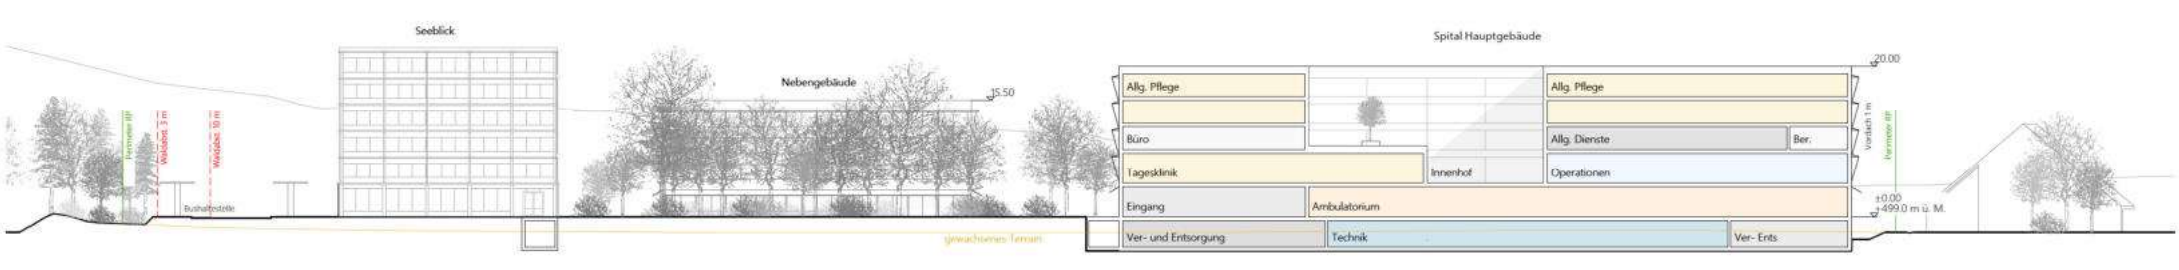 Seeblick
Spital Hauptgebäude
Nebengebäude
20.00
15.50
Perimeter RP
Waldabst. 5 m
Waldabst. 10 m
Bushaltestelle
Allg. Pflege
Allg. Pflege
Büro
Allg. Dienste
Ber.
Tagesklinik
Innenhof
Operationen
Eingang
Ambulatorium
Ver- und Entsorgung
Technik
Ver- Ents
Vordach 1 m
Perimeter RP
±0.00
+499.0 m ü. M.
gewachsenes Terrain